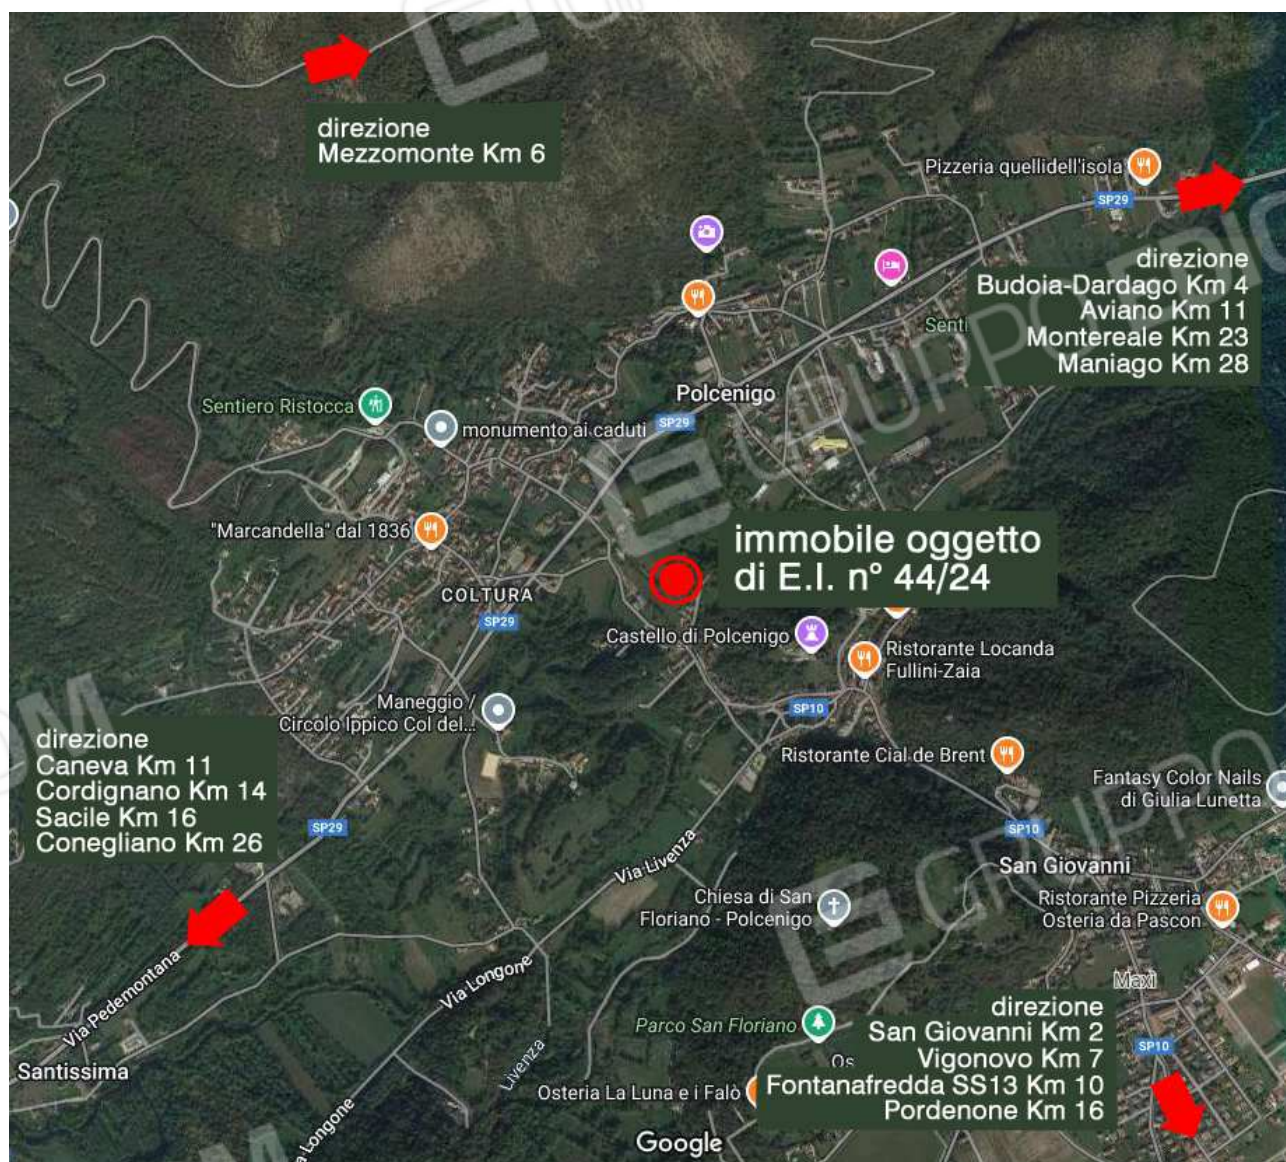 direzione
Mezzomonte Km 6
Pizzeria quellidell'isola
SP29
direzione
Budoia-Dardago Km 4
Aviano Km 11
Montereale Km 23
Maniago Km 28
Polcenigo
Sentiero Ristocca
monumento ai caduti
SP29
"Marcandella" dal 1836
immobile oggetto
di E.I. n° 44/24
COLTURA
SP29
Castello di Polcenigo
Ristorante Locanda
Fullini-Zaia
Maneggio /
Circolo Ippico Col del...
SP10
direzione
Caneva Km 11
Cordignano Km 14
Sacile Km 16
Conegliano Km 26
Ristorante Cial de Brent
Fantasy Color Nails
di Giulia Lunetta
SP29
SP10
Via Livenza
San Giovanni
Chiesa di San
Floriano - Polcenigo
Ristorante Pizzeria
Osteria da Pascon
Via Pedemontana
Via Longone
Maxì
Parco San Floriano
direzione
San Giovanni Km 2
Vigonovo Km 7
Fontanafredda SS13 Km 10
Pordenone Km 16
SP10
Santissima
Livenza
Osteria La Luna e i Falò
Via Longone
Google
GRUPPO EDICOM
GRUPPO